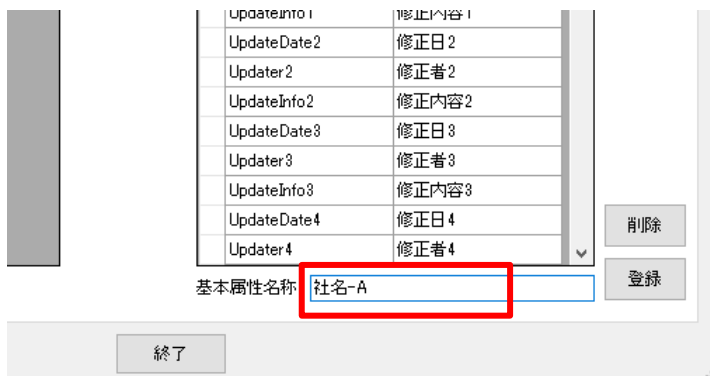 UpdateInfo1 修正内容1
UpdateDate2 修正日2
Updater2 修正者2
UpdateInfo2 修正内容2
UpdateDate3 修正日3
Updater3 修正者3
UpdateInfo3 修正内容3
UpdateDate4 修正日4
Updater4 修正者4
削除
基本属性名称 社名-A
登録
終了